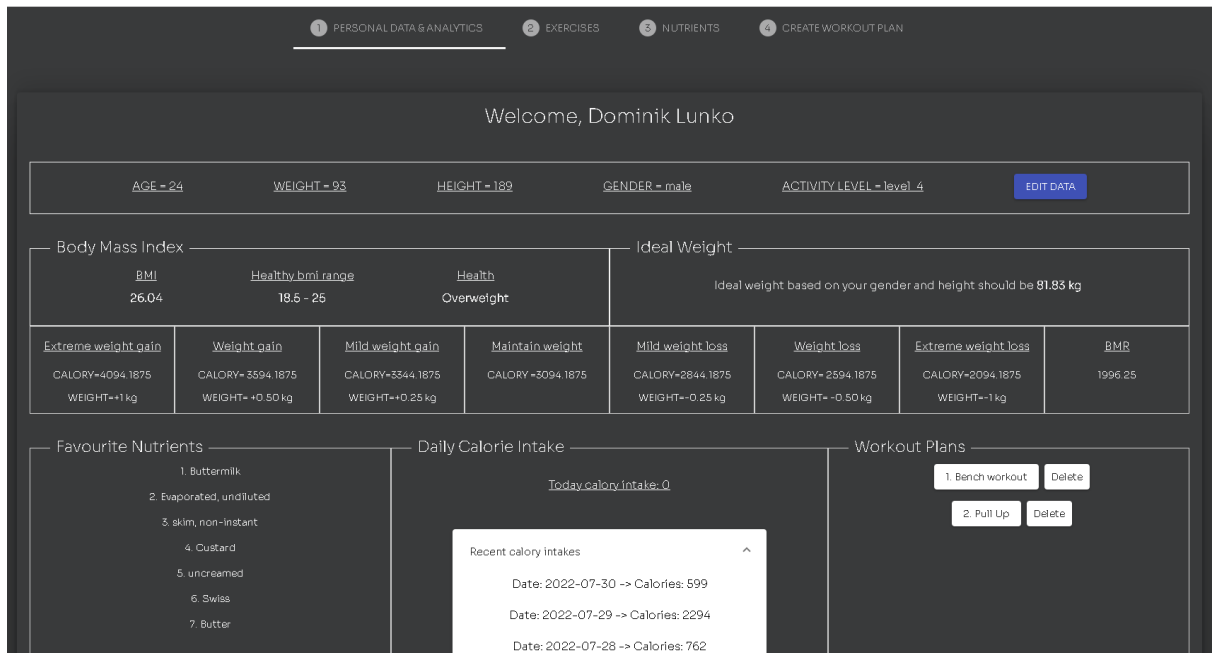 1 PERSONAL DATA & ANALYTICS 2 EXERCISES 3 NUTRIENTS 4 CREATE WORKOUT PLAN
Welcome, Dominik Lunko
AGE = 24 WEIGHT = 93 HEIGHT = 189 GENDER = male ACTIVITY LEVEL = level_4 EDIT DATA
Body Mass Index
BMI Healthy bmi range Health
26.04 18.5 - 25 Overweight
Ideal Weight
Ideal weight based on your gender and height should be 81.83 kg
Extreme weight gain Weight gain Mild weight gain Maintain weight Mild weight loss Weight loss Extreme weight loss BMR
CALORY=4094.1875 CALORY= 3594.1875 CALORY=3344.1875 CALORY =3094.1875 CALORY=2844.1875 CALORY= 2594.1875 CALORY=2094.1875 1996.25
WEIGHT=+1 kg WEIGHT= +0.50 kg WEIGHT=+0.25 kg WEIGHT=-0.25 kg WEIGHT= -0.50 kg WEIGHT=-1 kg
Favourite Nutrients
1. Buttermilk
2. Evaporated, undiluted
3. skim, non-instant
4. Custard
5. uncreamed
6. Swiss
7. Butter
Daily Calorie Intake
Today calory intake: 0
Recent calory intakes
Date: 2022-07-30 -> Calories: 599
Date: 2022-07-29 -> Calories: 2294
Date: 2022-07-28 -> Calories: 762
Workout Plans
1. Bench workout Delete
2. Pull Up Delete